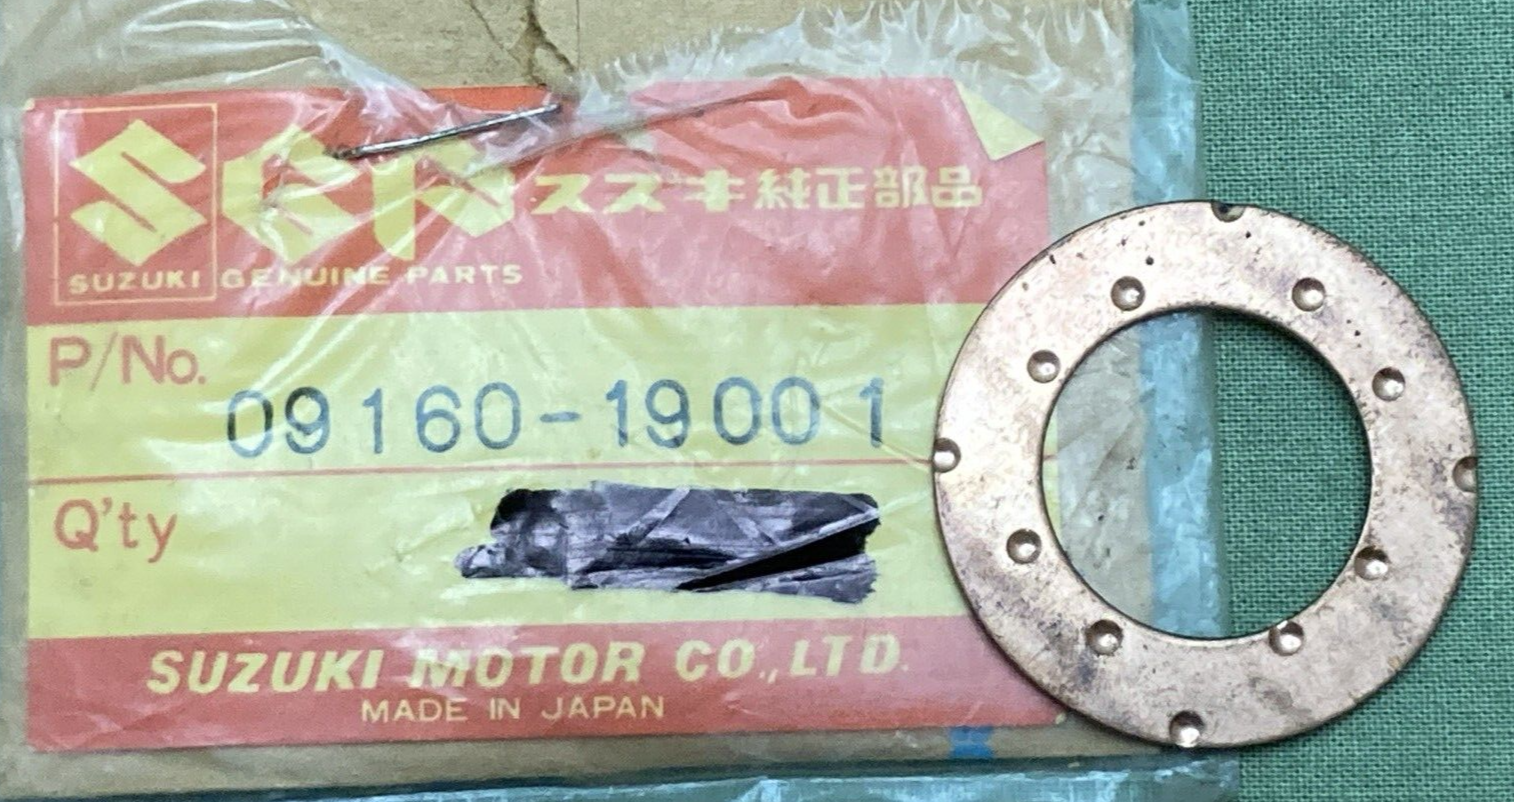 SGP スズキ純正部品
SUZUKI GENUINE PARTS
P/No.
09160-19001
Q'ty
SUZUKI MOTOR CO., LTD.
MADE IN JAPAN